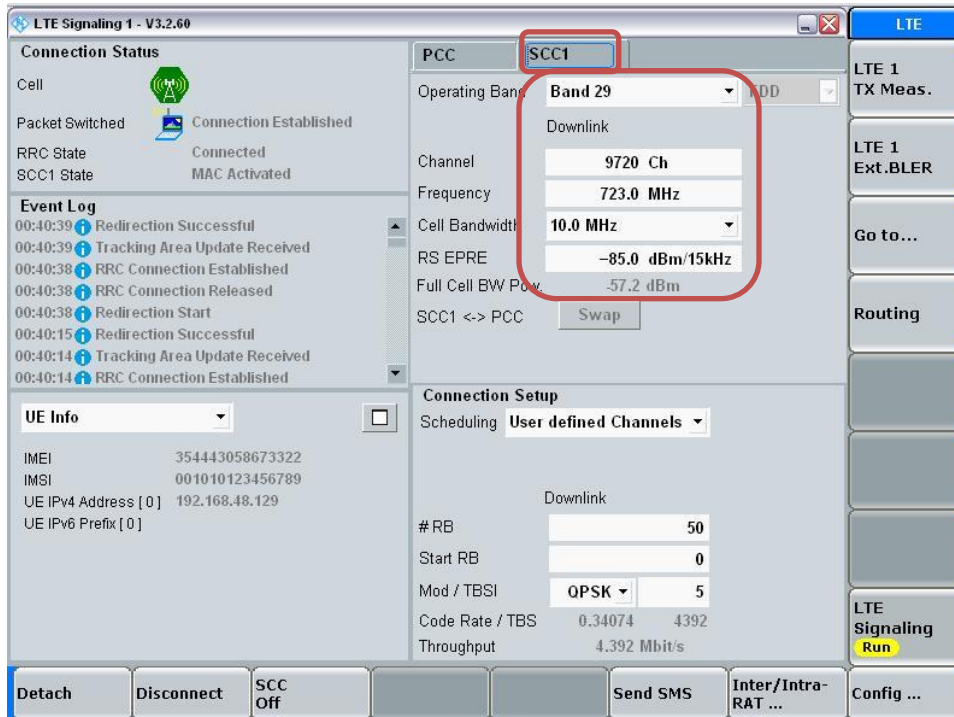 LTE Signaling 1 - V3.2.60
LTE
Connection Status
Cell
Packet Switched Connection Established
RRC State Connected
SCC1 State MAC Activated
Event Log
00:40:39 Redirection Successful
00:40:39 Tracking Area Update Received
00:40:38 RRC Connection Established
00:40:38 RRC Connection Released
00:40:38 Redirection Start
00:40:15 Redirection Successful
00:40:14 Tracking Area Update Received
00:40:14 RRC Connection Established
UE Info
IMEI 354443058673322
IMSI 001010123456789
UE IPv4 Address [ 0 ] 192.168.48.129
UE IPv6 Prefix [ 0 ]
PCC SCC1
Operating Band Band 29 FDD
Downlink
Channel 9720 Ch
Frequency 723.0 MHz
Cell Bandwidth 10.0 MHz
RS EPRE -85.0 dBm/15kHz
Full Cell BW Pow. -57.2 dBm
SCC1 <-> PCC Swap
Connection Setup
Scheduling User defined Channels
Downlink
# RB 50
Start RB 0
Mod / TBSI QPSK 5
Code Rate / TBS 0.34074 4392
Throughput 4.392 Mbit/s
LTE 1
TX Meas.
LTE 1
Ext.BLER
Go to...
Routing
LTE
Signaling
Run
Detach
Disconnect
SCC
Off
Send SMS
Inter/Intra-
RAT ...
Config ...